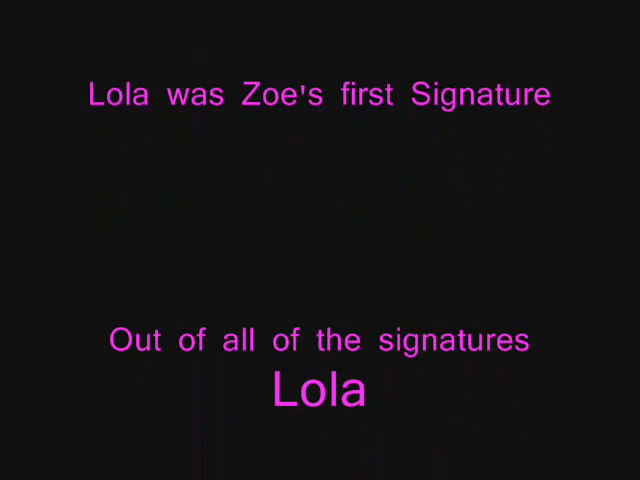 Lola was Zoe's first Signature
Out of all of the signatures
Lola